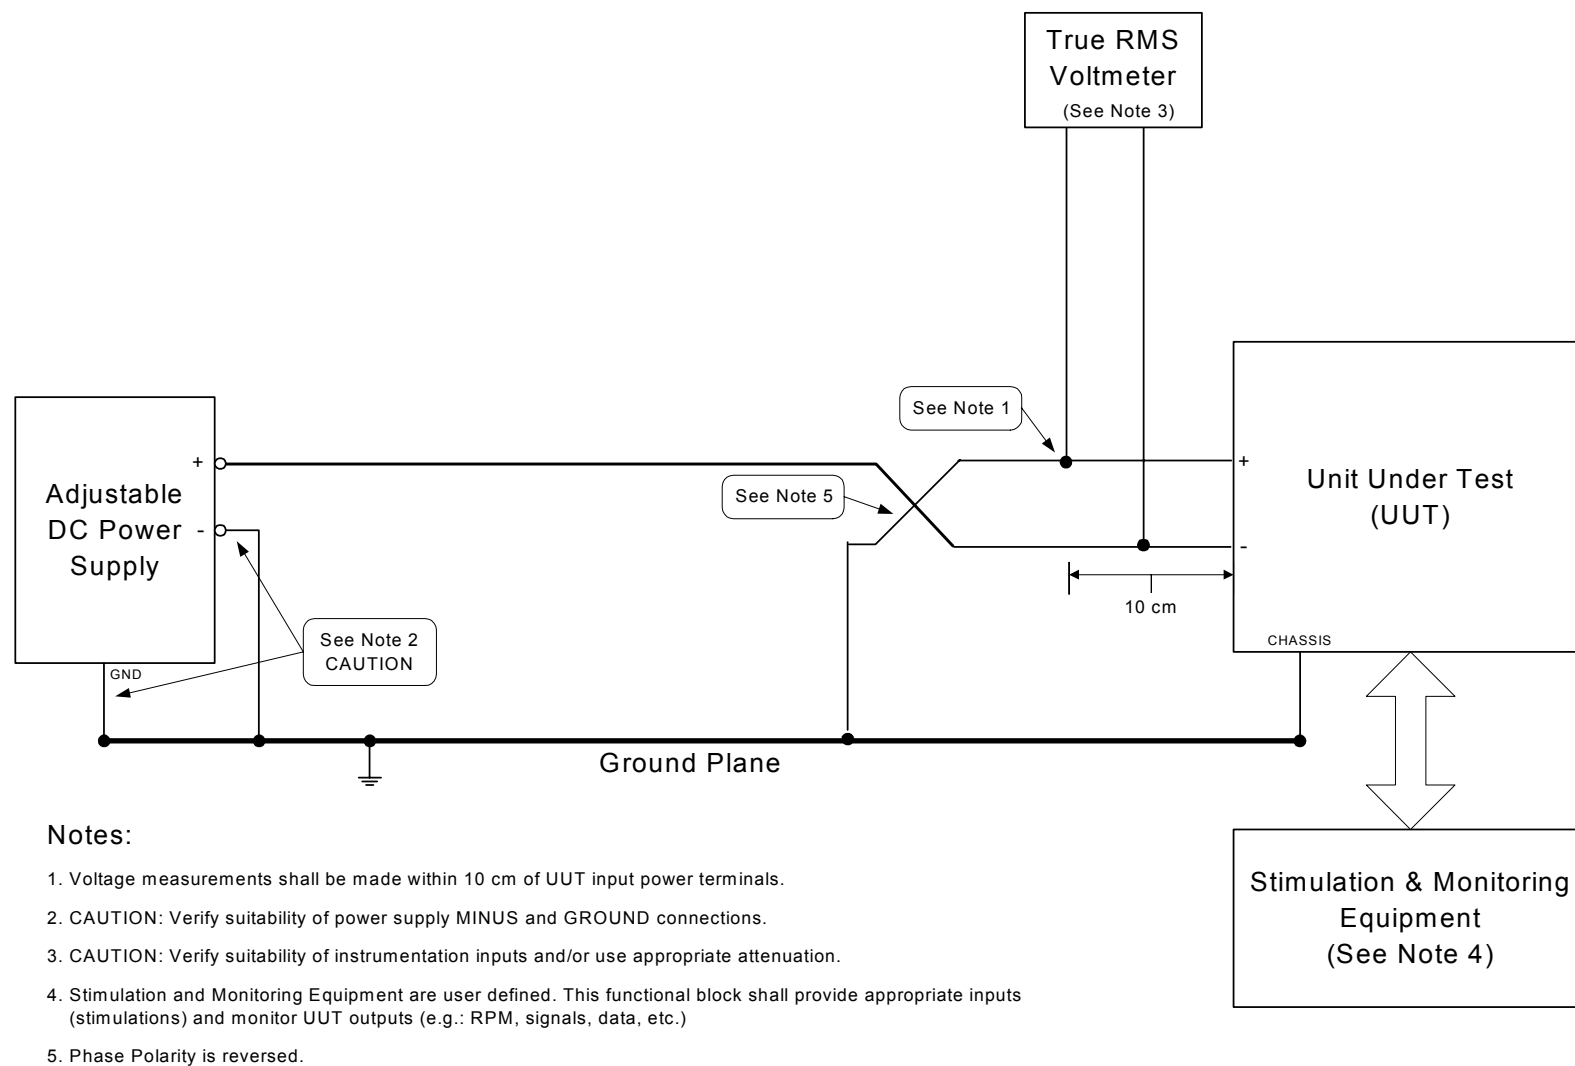 True RMS
Voltmeter
(See Note 3)
See Note 1
+
-
Adjustable
DC Power
Supply
See Note 5
+
-
Unit Under Test
(UUT)
10 cm
See Note 2
CAUTION
GND
CHASSIS
Ground Plane
Stimulation & Monitoring
Equipment
(See Note 4)
Notes:
1. Voltage measurements shall be made within 10 cm of UUT input power terminals.
2. CAUTION: Verify suitability of power supply MINUS and GROUND connections.
3. CAUTION: Verify suitability of instrumentation inputs and/or use appropriate attenuation.
4. Stimulation and Monitoring Equipment are user defined. This functional block shall provide appropriate inputs
(stimulations) and monitor UUT outputs (e.g.: RPM, signals, data, etc.)
5. Phase Polarity is reversed.